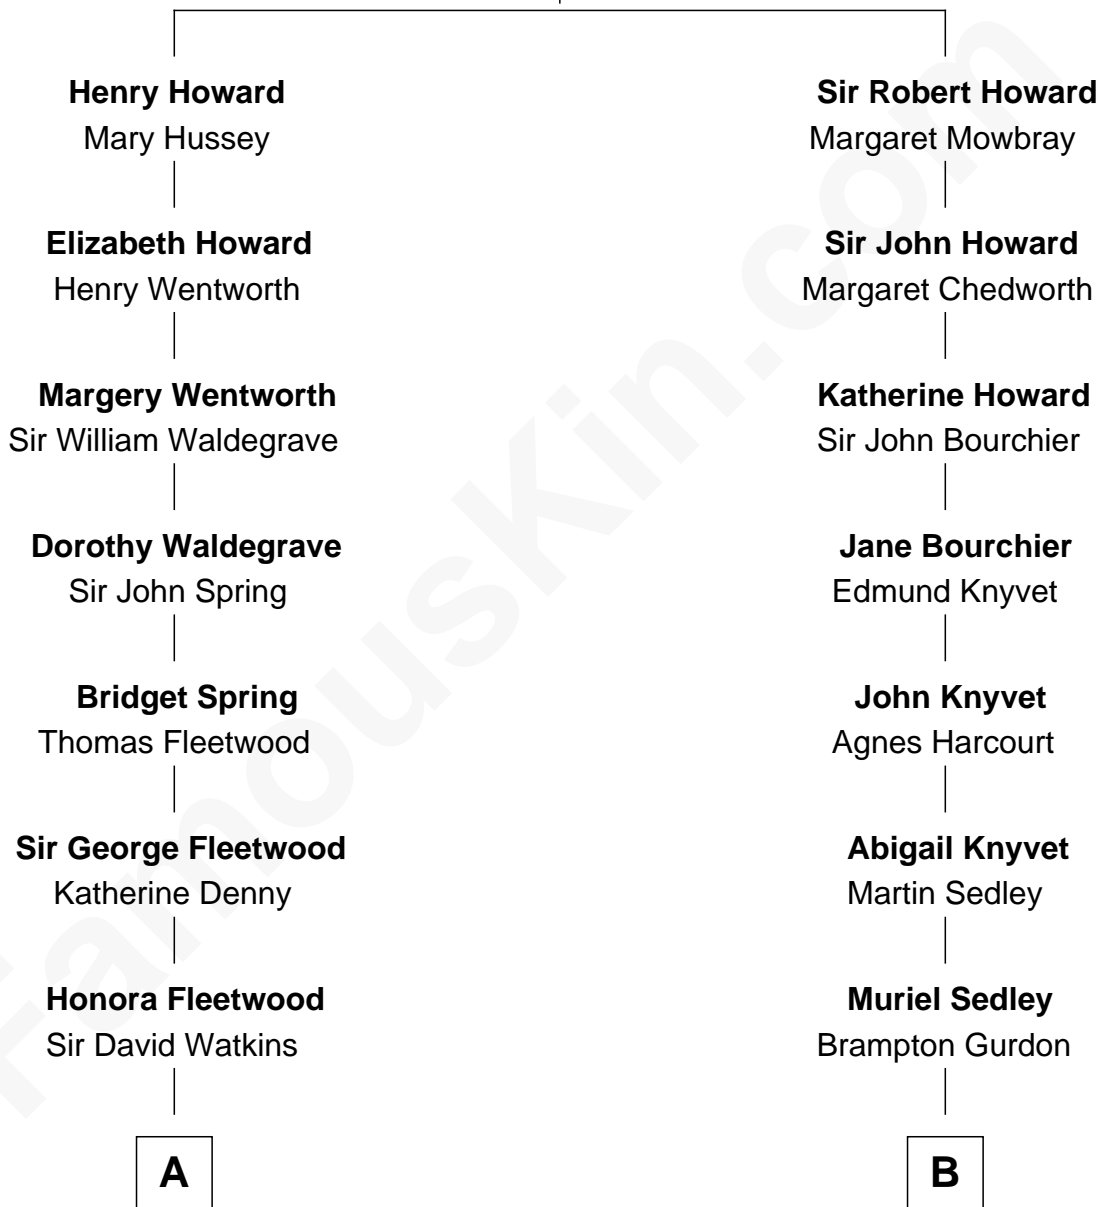 Henry Howard
Mary Hussey
Elizabeth Howard
Henry Wentworth
Margery Wentworth
Sir William Waldegrave
Dorothy Waldegrave
Sir John Spring
Bridget Spring
Thomas Fleetwood
Sir George Fleetwood
Katherine Denny
Honora Fleetwood
Sir David Watkins
A
Sir Robert Howard
Margaret Mowbray
Sir John Howard
Margaret Chedworth
Katherine Howard
Sir John Bourchier
Jane Bourchier
Edmund Knyvet
John Knyvet
Agnes Harcourt
Abigail Knyvet
Martin Sedley
Muriel Sedley
Brampton Gurdon
B
FamousKin.com